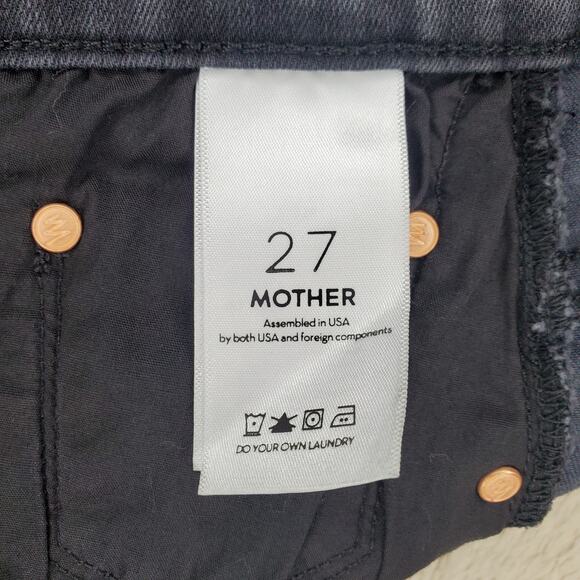 27
MOTHER
Assembled in USA
by both USA and foreign components
DO YOUR OWN LAUNDRY